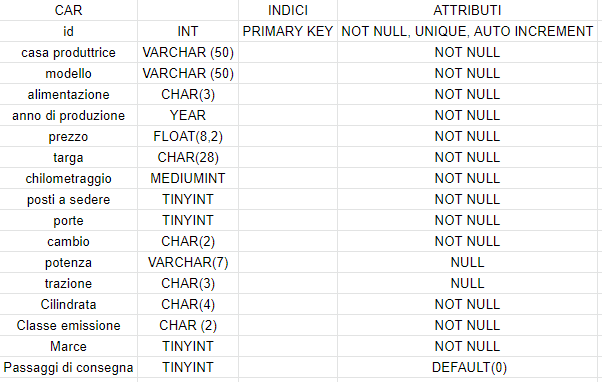 CAR INDICI ATTRIBUTI
id INT PRIMARY KEY NOT NULL, UNIQUE, AUTO INCREMENT
casa produttrice VARCHAR (50) NOT NULL
modello VARCHAR (50) NOT NULL
alimentazione CHAR(3) NOT NULL
anno di produzione YEAR NOT NULL
prezzo FLOAT(8,2) NOT NULL
targa CHAR(28) NOT NULL
chilometraggio MEDIUMINT NOT NULL
posti a sedere TINYINT NOT NULL
porte TINYINT NOT NULL
cambio CHAR(2) NOT NULL
potenza VARCHAR(7) NULL
trazione CHAR(3) NULL
Cilindrata CHAR(4) NOT NULL
Classe emissione CHAR (2) NOT NULL
Marce TINYINT NOT NULL
Passaggi di consegna TINYINT DEFAULT(0)